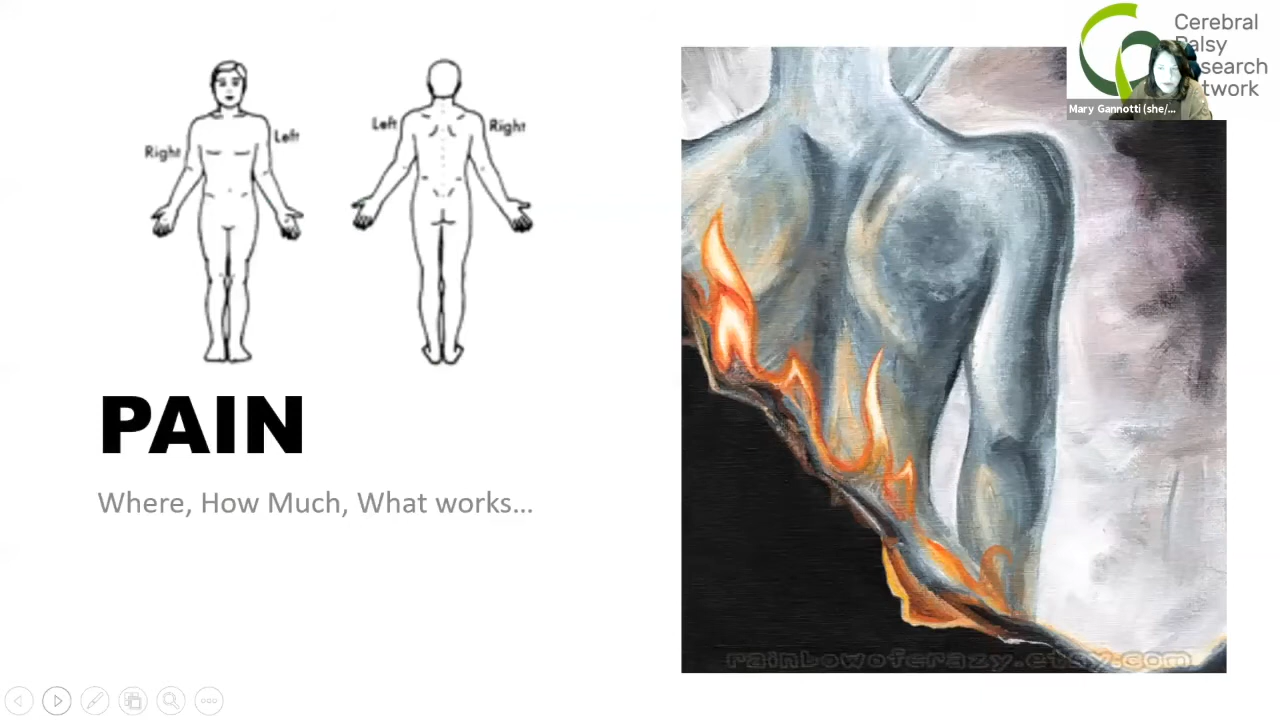 Cerebral
Palsy
search
twork
Mary Gannotti (she/...
Right
Left
Left
Right
PAIN
Where, How Much, What works...
rainbowofcrazy.etsy.com